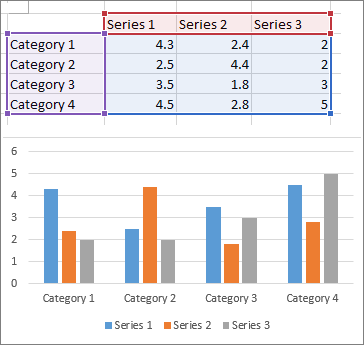 Series 1 Series 2 Series 3
Category 1 4.3 2.4 2
Category 2 2.5 4.4 2
Category 3 3.5 1.8 3
Category 4 4.5 2.8 5
6
5
4
3
2
1
0
Category 1 Category 2 Category 3 Category 4
Series 1 Series 2 Series 3